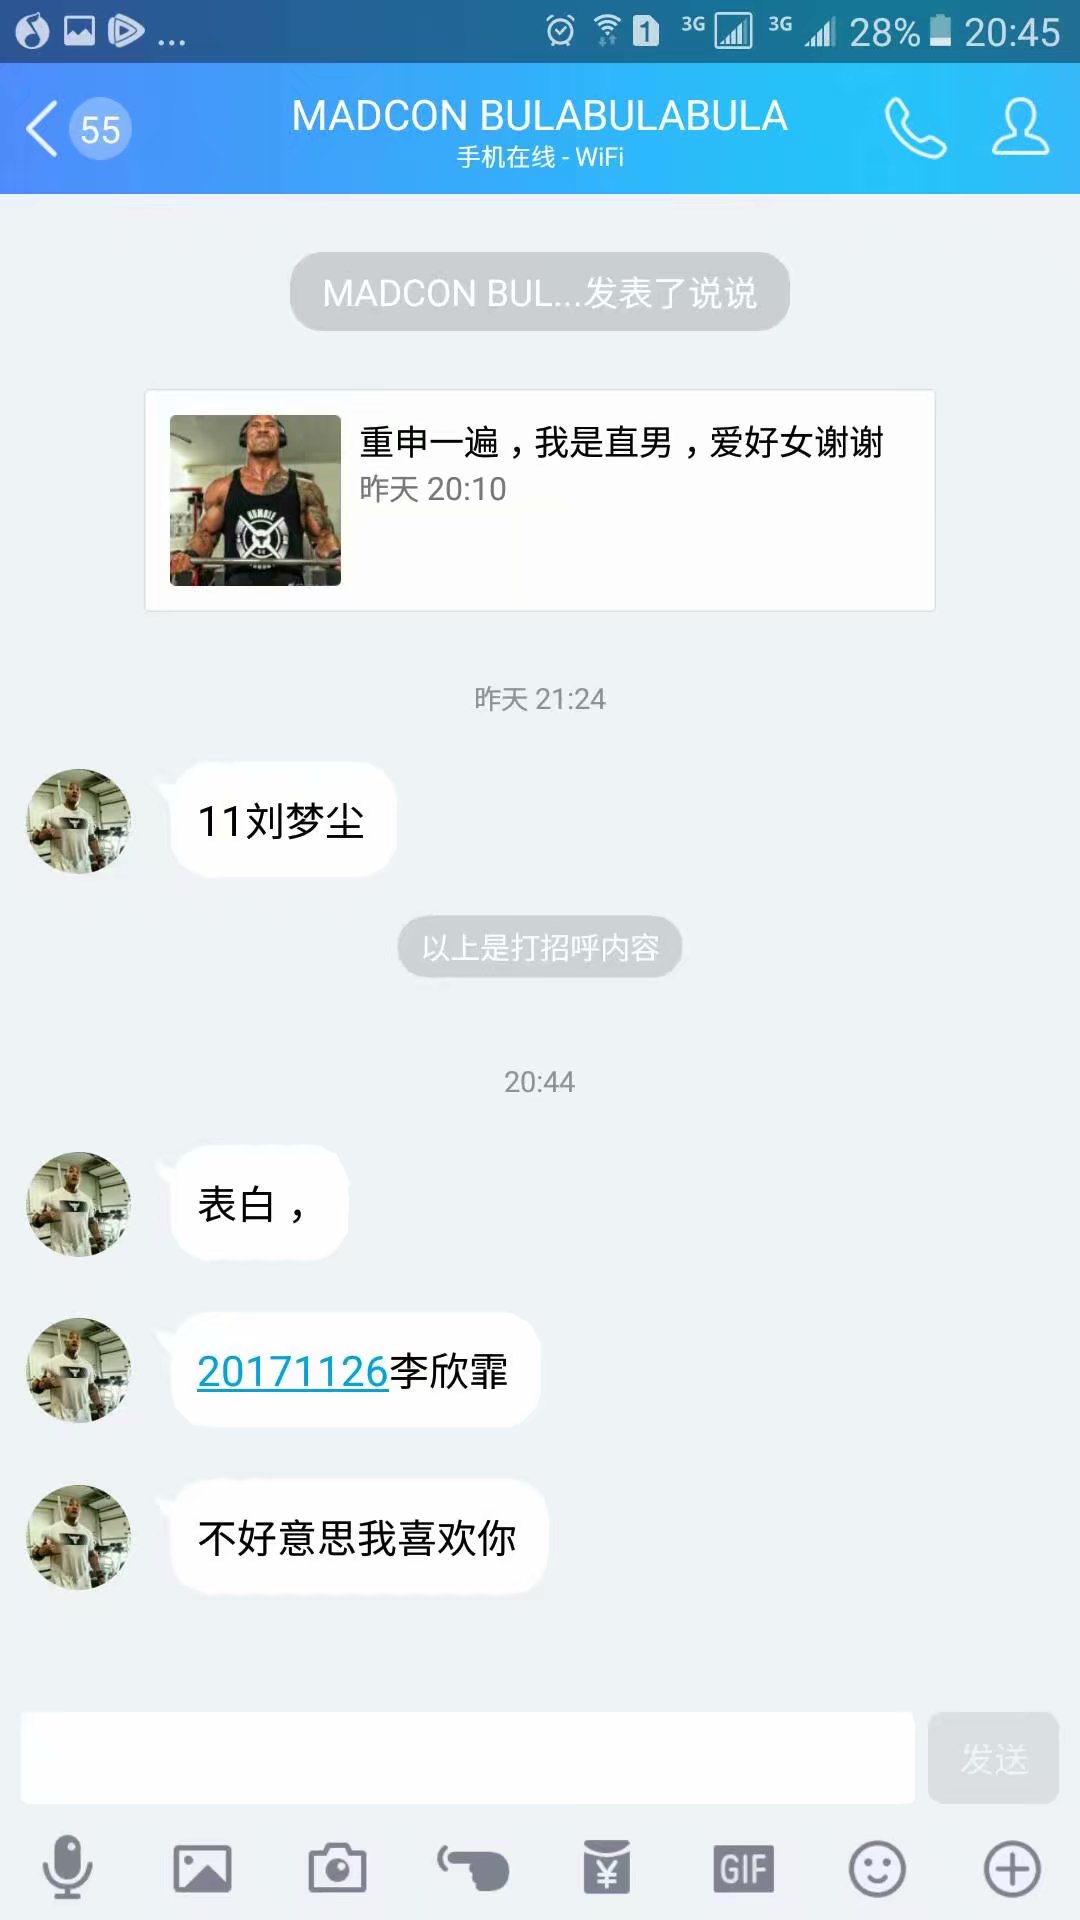 ... 1 3G 3G 28% 20:45
55
MADCON BULABULABULA
手机在线 - WiFi
MADCON BUL...发表了说说
重申一遍，我是直男，爱好女谢谢
昨天 20:10
昨天 21:24
11刘梦尘
以上是打招呼内容
20:44
表白，
20171126李欣霏
不好意思我喜欢你
发送
GIF